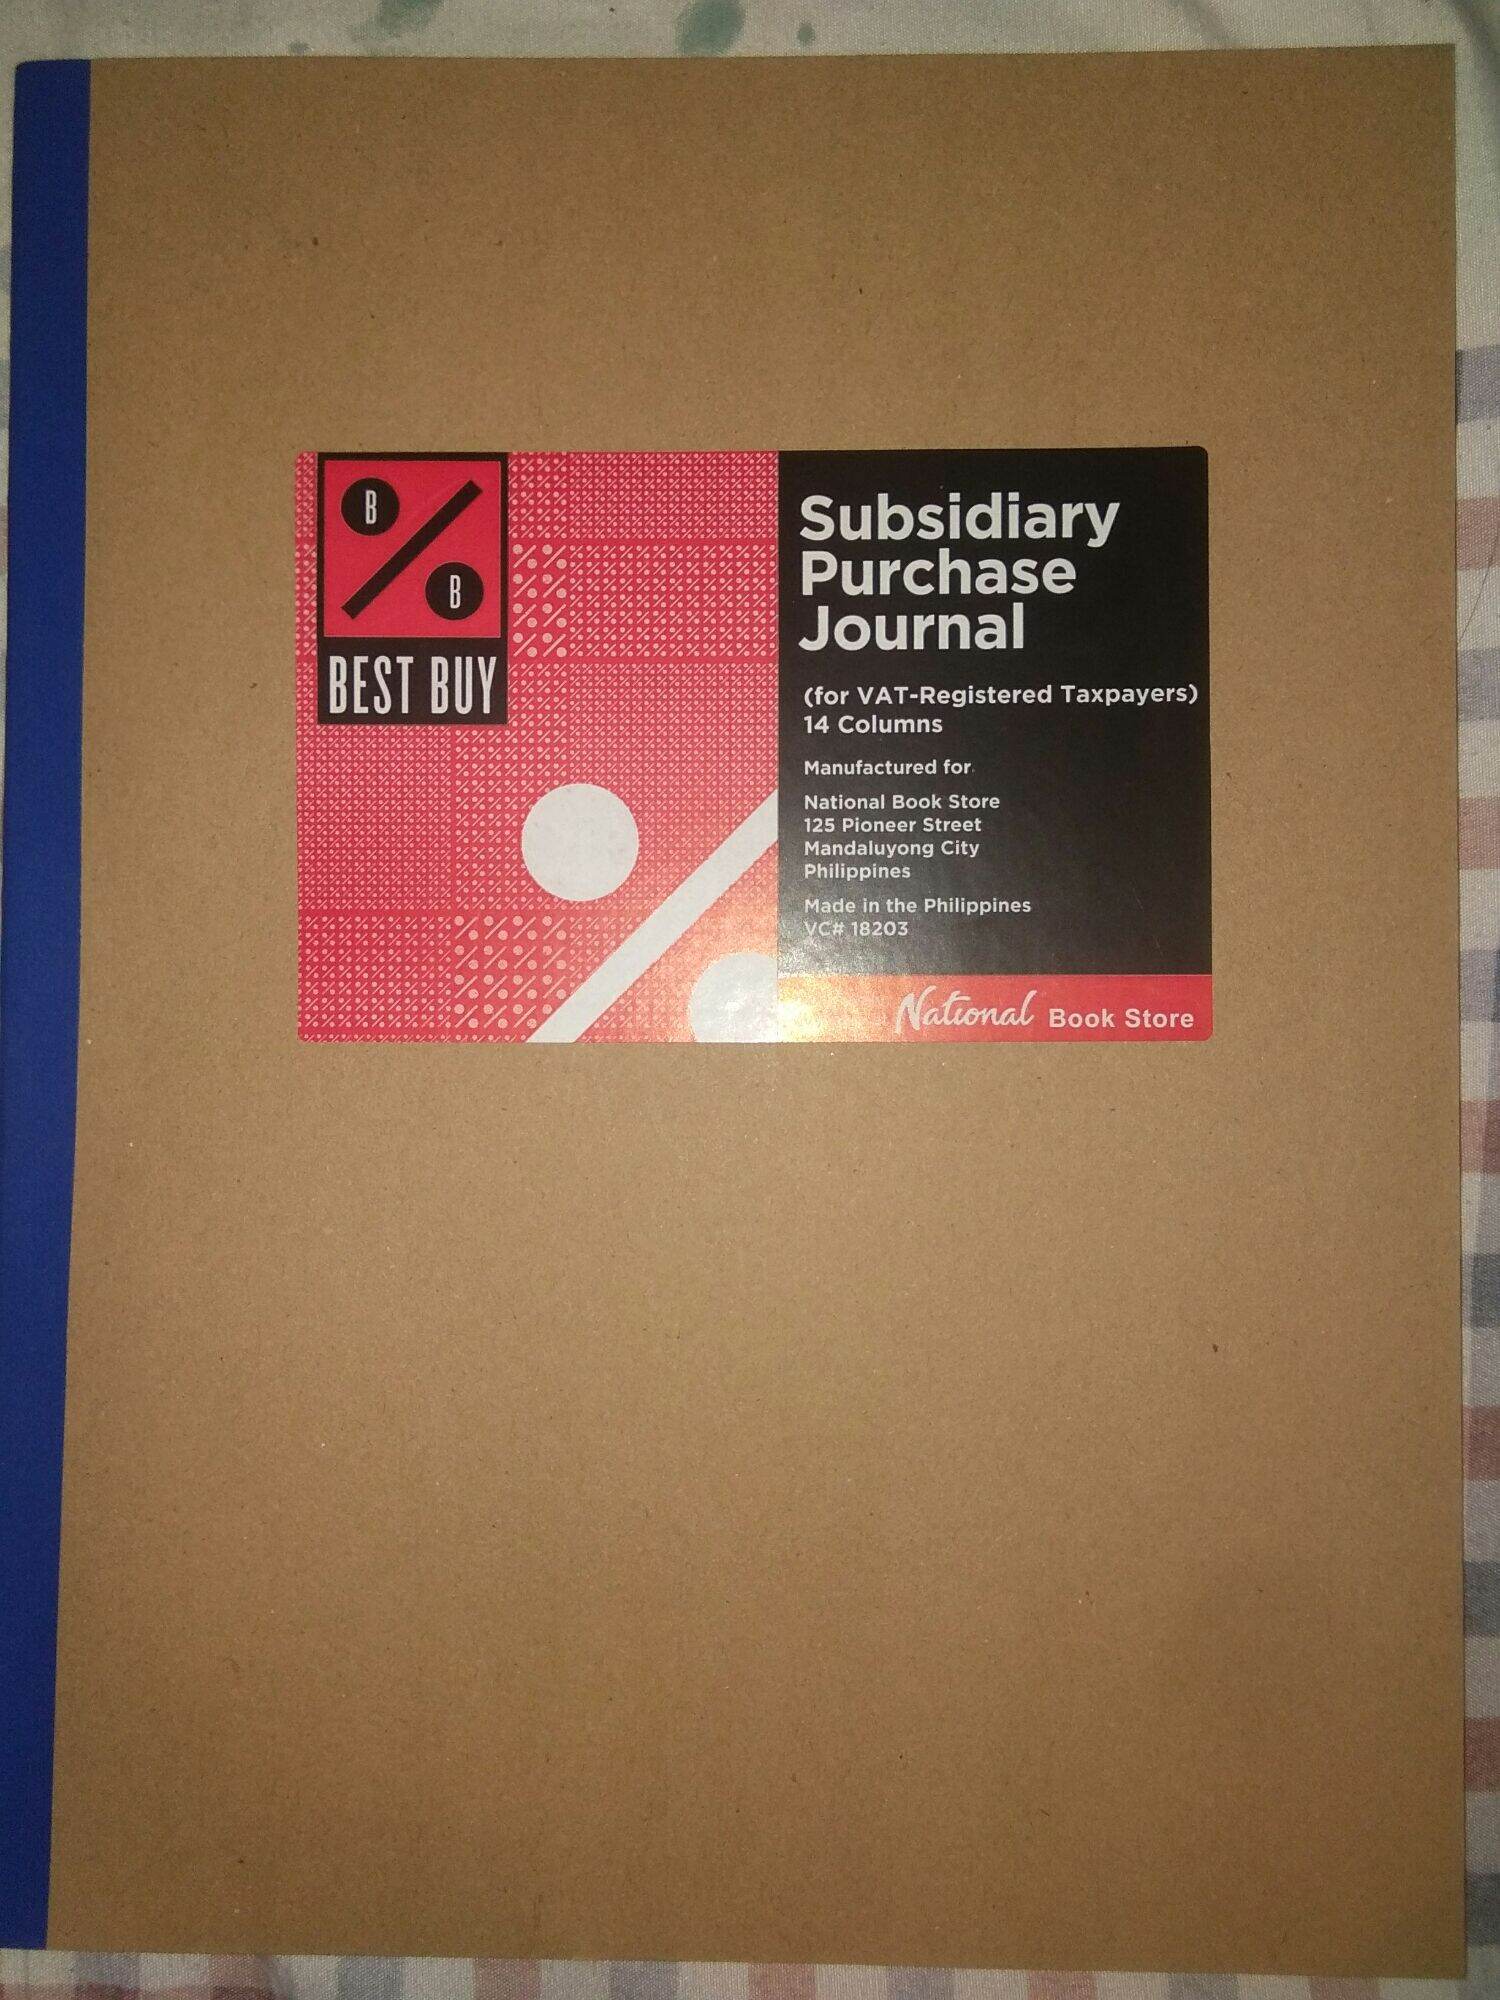 B
B
BEST BUY
Subsidiary
Purchase
Journal
(for VAT-Registered Taxpayers)
14 Columns
Manufactured for
National Book Store
125 Pioneer Street
Mandaluyong City
Philippines
Made in the Philippines
VC# 18203
National Book Store